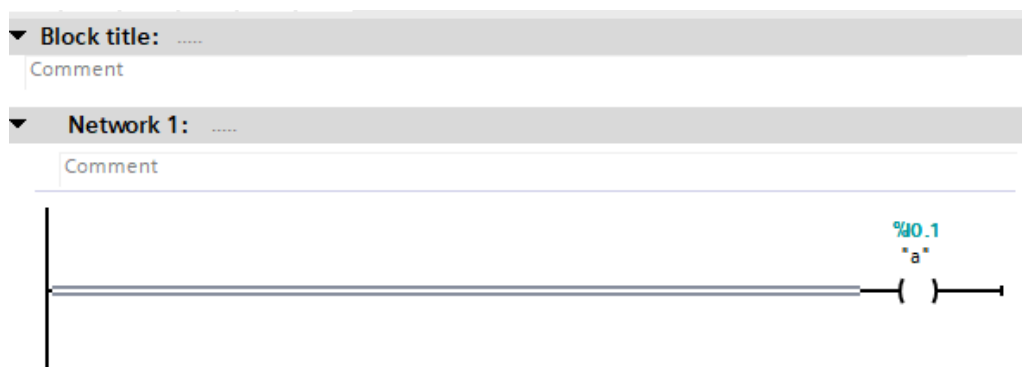 Block title: .....
Comment
Network 1: .....
Comment
%I0.1
"a"